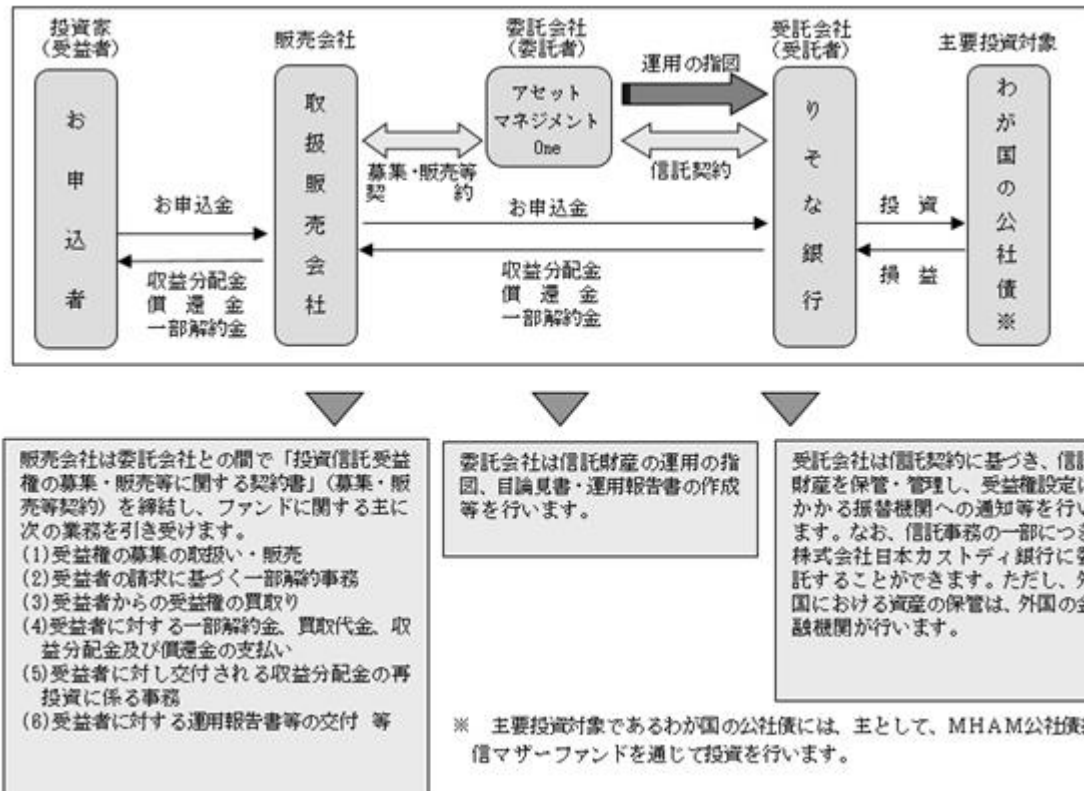 投資家
（受益者）
販売会社
委託会社
（委託者）
受託会社
（受託者）
主要投資対象
お申込者
取扱販売会社
アセット
マネジメント
One
運用の指図
りそな銀行
わが国の公社債※
募集・販売等
契約
信託契約
お申込金
お申込金
投資
収益分配金
償還金
一部解約金
収益分配金
償還金
一部解約金
損益
販売会社は委託会社との間で「投資信託受益
権の募集・販売等に関する契約書」（募集・販
売等契約）を締結し、ファンドに関する主に
次の業務を引き受けます。
(1)受益権の募集の取扱い・販売
(2)受益者の請求に基づく一部解約事務
(3)受益者からの受益権の買取り
(4)受益者に対する一部解約金、買取代金、収
益分配金及び償還金の支払い
(5)受益者に対し交付される収益分配金の再
投資に係る事務
(6)受益者に対する運用報告書等の交付 等
委託会社は信託財産の運用の指
図、目論見書・運用報告書の作成
等を行います。
受託会社は信託契約に基づき、信託
財産を保管・管理し、受益権設定に
かかる振替機関への通知等を行い
ます。なお、信託事務の一部につき
株式会社日本カストディ銀行に委
託することができます。ただし、外
国における資産の保管は、外国の金
融機関が行います。
※ 主要投資対象であるわが国の公社債には、主として、ＭＨＡＭ公社債投
信マザーファンドを通じて投資を行います。